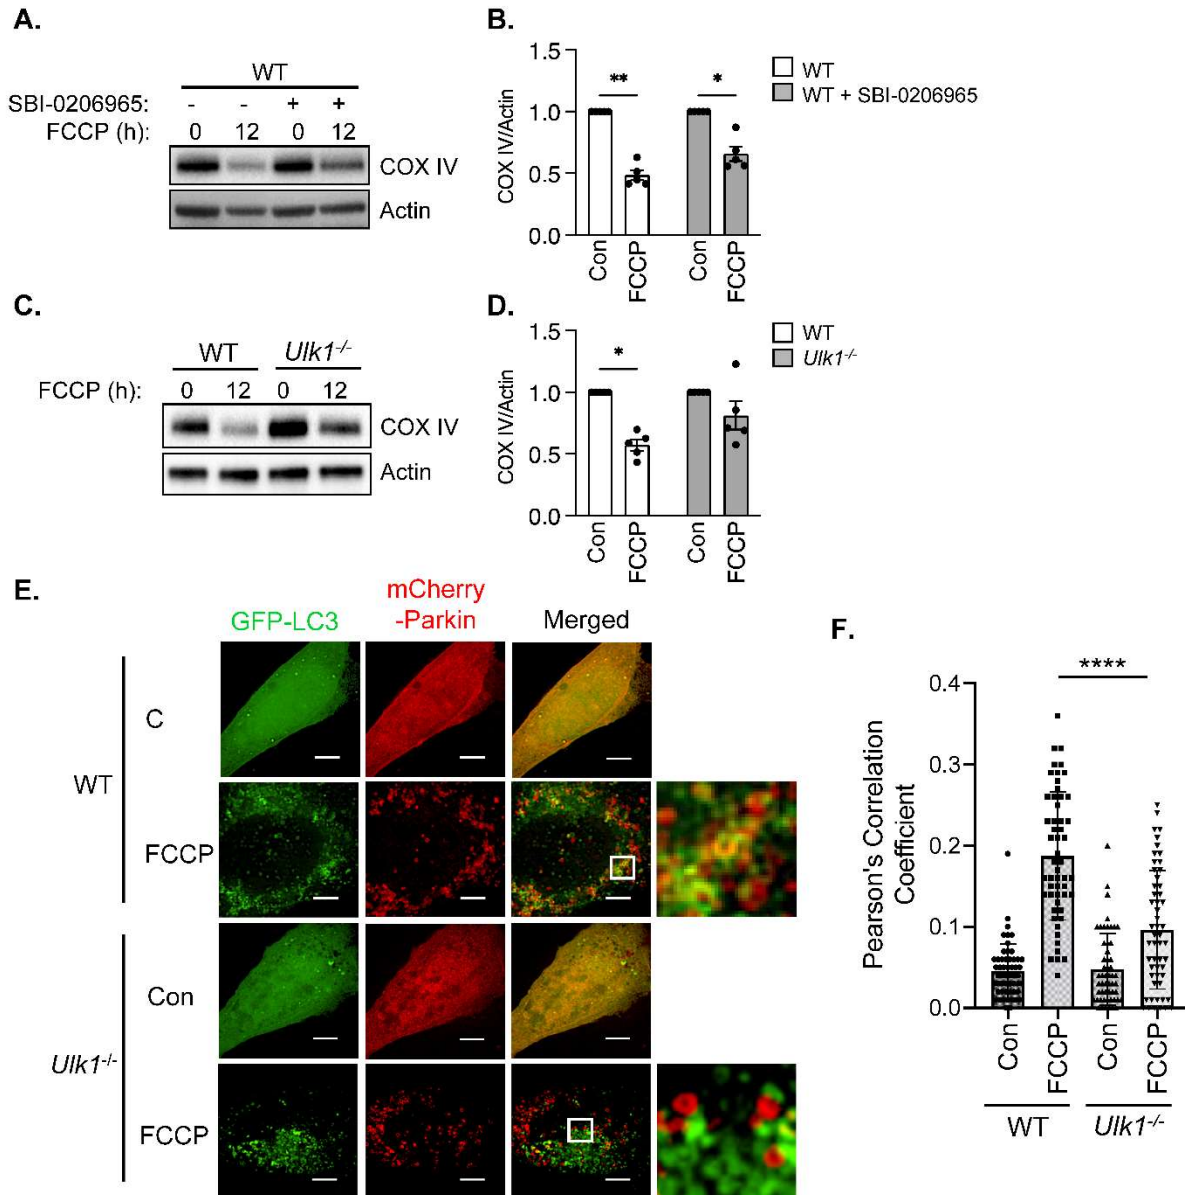 A.
WT
SBI-0206965: - - + +
FCCP (h): 0 12 0 12
COX IV
Actin
B.
1.5
1.0
0.5
0.0
COX IV/Actin
** *
Con FCCP Con FCCP
WT
WT + SBI-0206965
C.
WT Ulk1-/-
FCCP (h): 0 12 0 12
COX IV
Actin
D.
1.5
1.0
0.5
0.0
COX IV/Actin
*
Con FCCP Con FCCP
WT
Ulk1-/-
E.
GFP-LC3 mCherry
-Parkin Merged
WT
C
FCCP
Ulk1-/-
Con
FCCP
F.
****
0.4
0.3
0.2
0.1
0.0
Pearson's Correlation
Coefficient
Con FCCP Con FCCP
WT Ulk1-/-